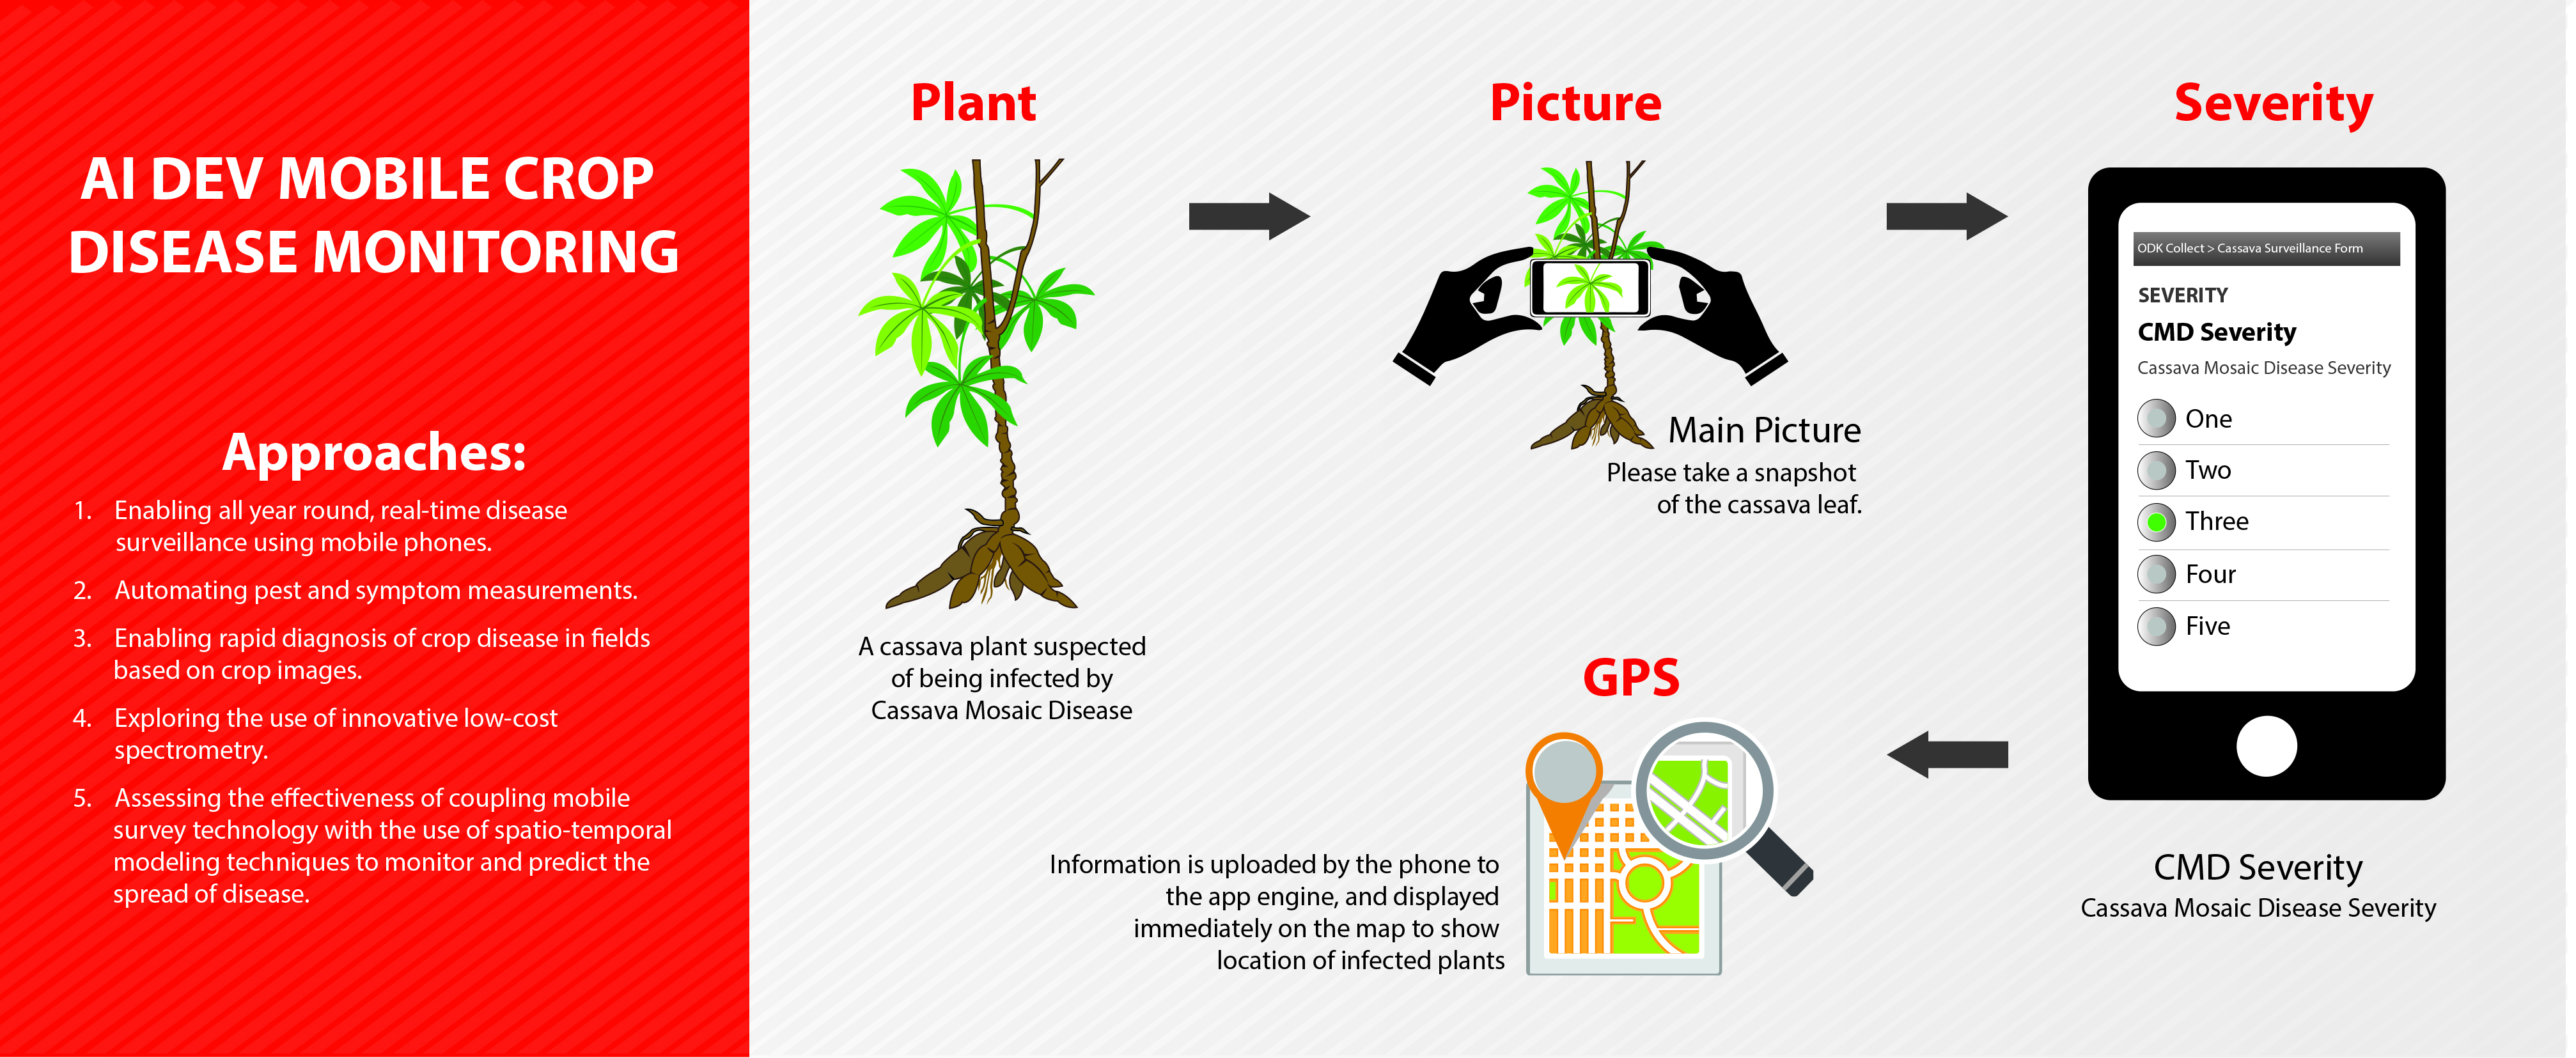 AI DEV MOBILE CROP
DISEASE MONITORING
Approaches:
1. Enabling all year round, real-time disease
surveillance using mobile phones.
2. Automating pest and symptom measurements.
3. Enabling rapid diagnosis of crop disease in fields
based on crop images.
4. Exploring the use of innovative low-cost
spectrometry.
5. Assessing the effectiveness of coupling mobile
survey technology with the use of spatio-temporal
modeling techniques to monitor and predict the
spread of disease.
Plant
A cassava plant suspected
of being infected by
Cassava Mosaic Disease
Picture
Main Picture
Please take a snapshot
of the cassava leaf.
Severity
ODK Collect > Cassava Surveillance Form
SEVERITY
CMD Severity
Cassava Mosaic Disease Severity
One
Two
Three
Four
Five
CMD Severity
Cassava Mosaic Disease Severity
GPS
Information is uploaded by the phone to
the app engine, and displayed
immediately on the map to show
location of infected plants